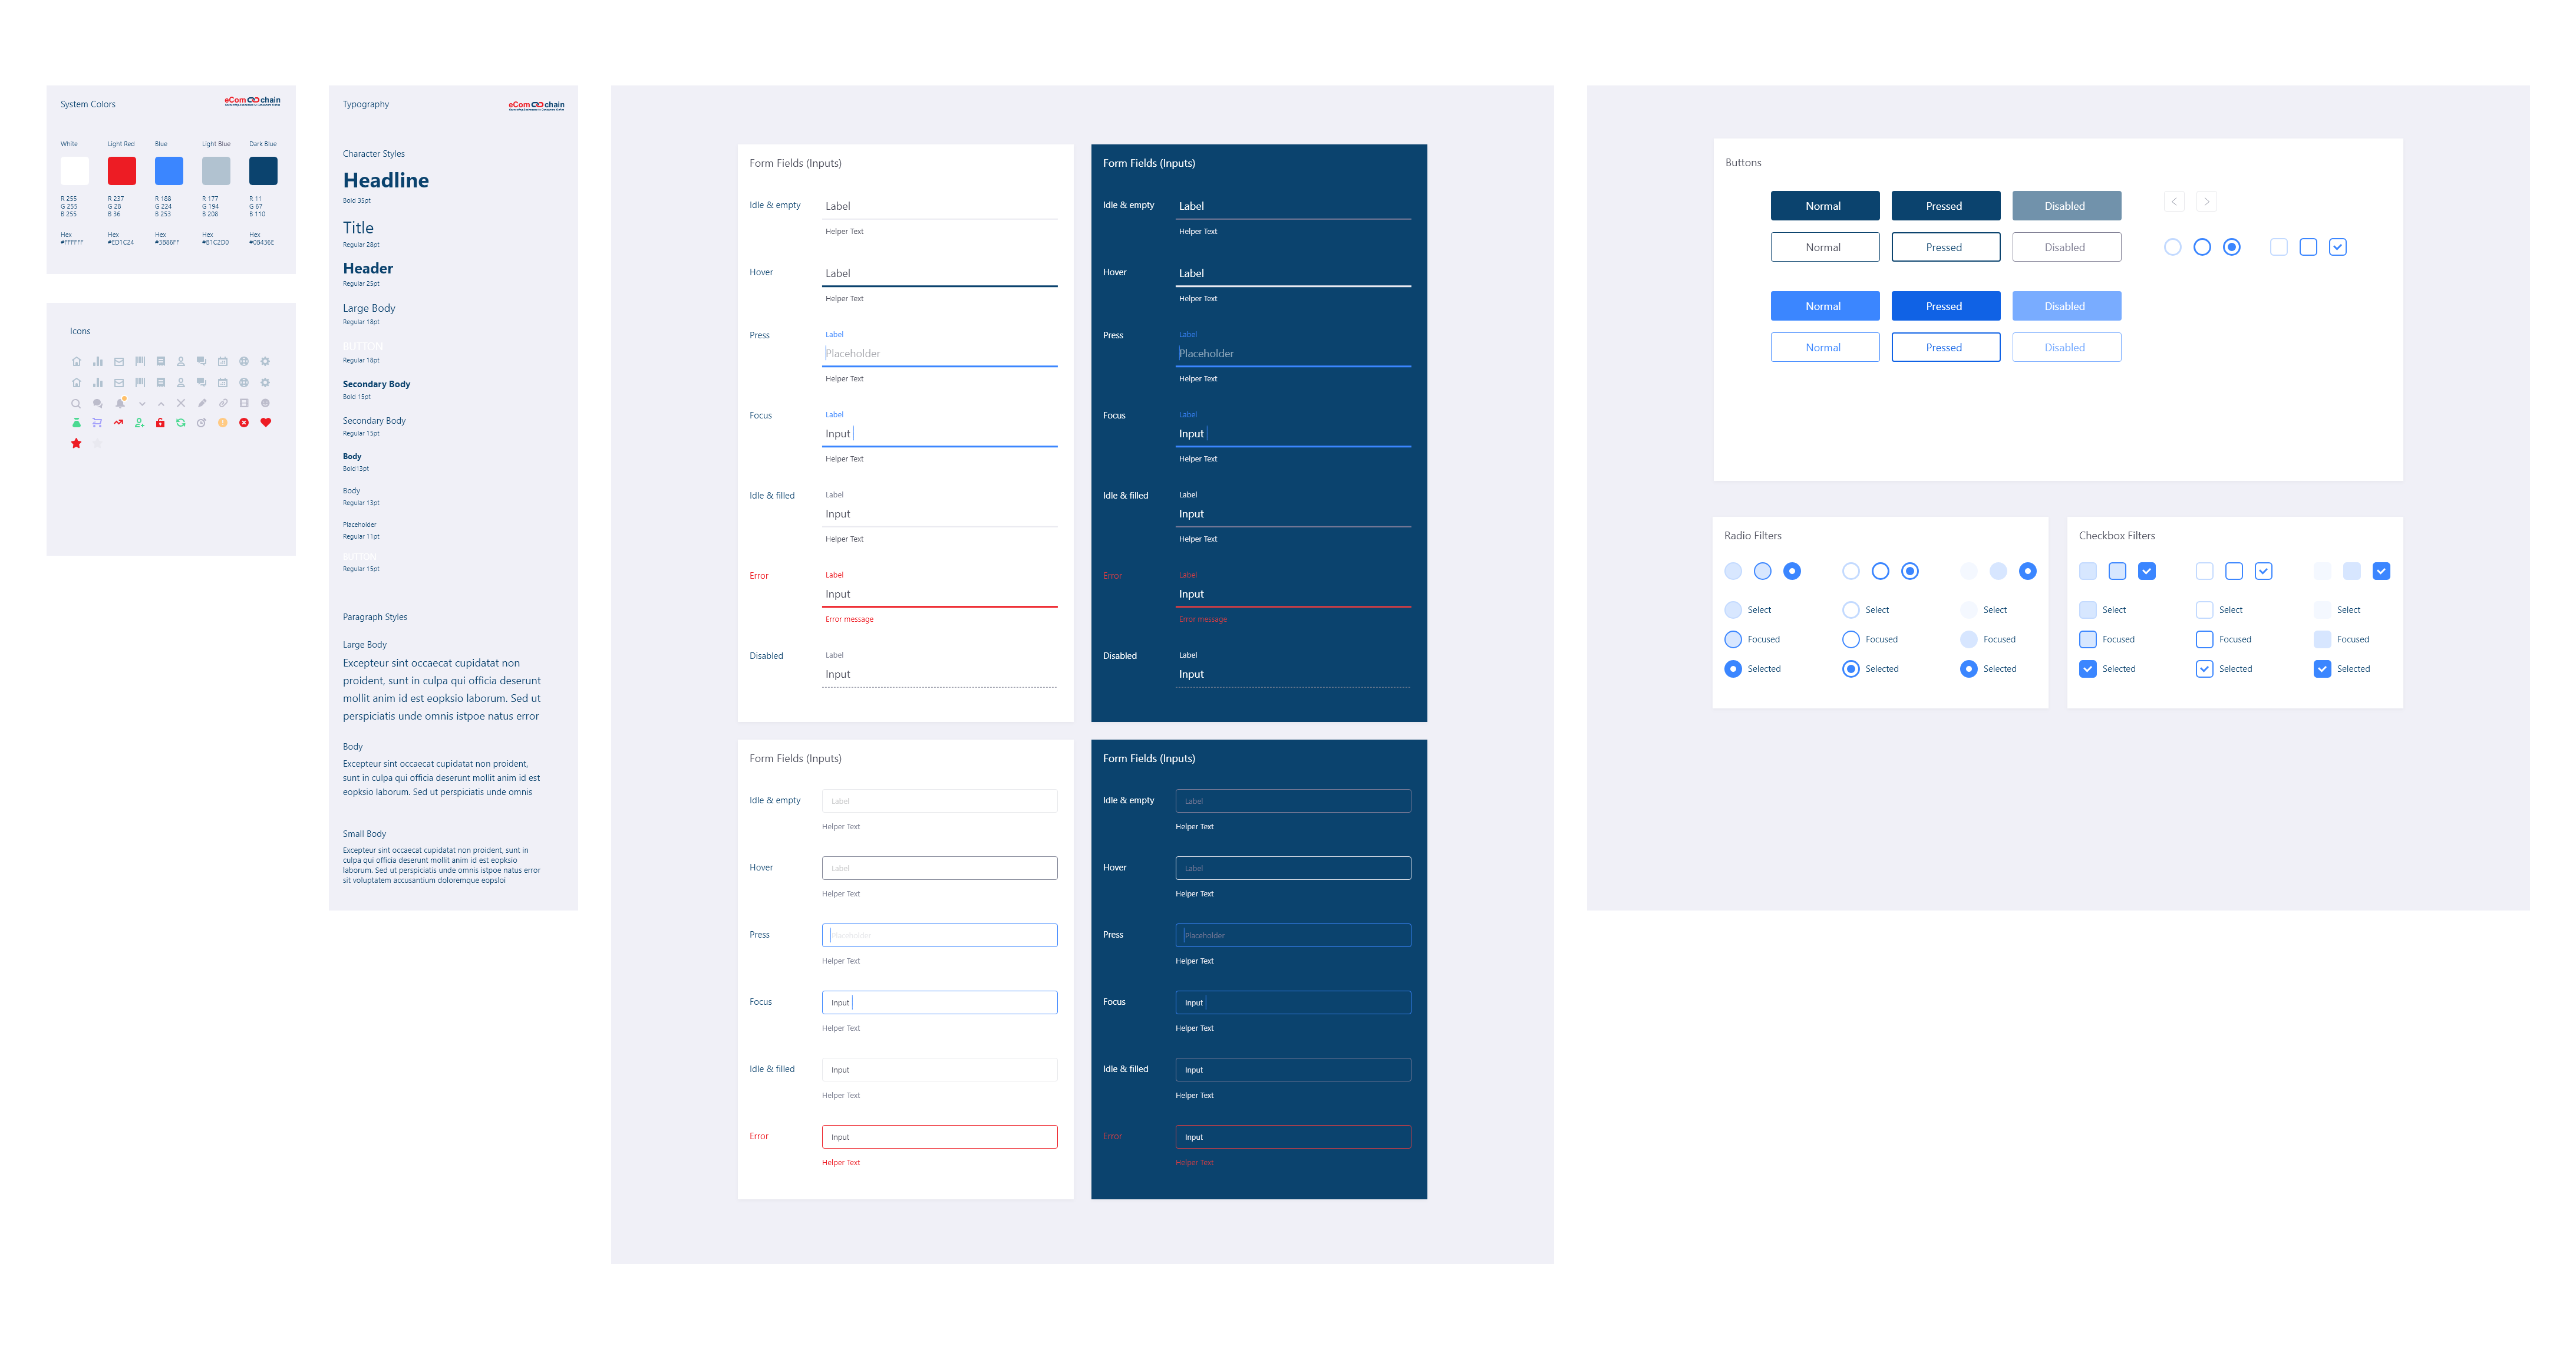 System Colors
eCom chain
White
Light Red
Blue
Light Blue
Dark Blue
R 255
G 255
B 255
R 237
G 28
B 36
R 188
G 224
B 253
R 177
G 194
B 208
R 11
G 67
B 110
Hex
#FFFFFF
Hex
#ED1C24
Hex
#3B86FF
Hex
#B1C2D0
Hex
#0B436E
Icons
Typography
eCom chain
Character Styles
Headline
Bold 35pt
Title
Regular 28pt
Header
Regular 25pt
Large Body
Regular 18pt
BUTTON
Regular 18pt
Secondary Body
Bold 15pt
Secondary Body
Regular 15pt
Body
Bold13pt
Body
Regular 13pt
Placeholder
Regular 11pt
BUTTON
Regular 15pt
Paragraph Styles
Large Body
Excepteur sint occaecat cupidatat non
proident, sunt in culpa qui officia deserunt
mollit anim id est eopksio laborum. Sed ut
perspiciatis unde omnis istpoe natus error
Body
Excepteur sint occaecat cupidatat non proident,
sunt in culpa qui officia deserunt mollit anim id est
eopksio laborum. Sed ut perspiciatis unde omnis
Small Body
Excepteur sint occaecat cupidatat non proident, sunt in
culpa qui officia deserunt mollit anim id est eopksio
laborum. Sed ut perspiciatis unde omnis istpoe natus error
sit voluptatem accusantium doloremque eopsloi
Form Fields (Inputs)
Idle & empty
Label
Helper Text
Hover
Label
Helper Text
Press
Label
Placeholder
Helper Text
Focus
Label
Input
Helper Text
Idle & filled
Label
Input
Helper Text
Error
Label
Input
Error message
Disabled
Label
Input
Form Fields (Inputs)
Idle & empty
Label
Helper Text
Hover
Label
Helper Text
Press
Label
Placeholder
Helper Text
Focus
Label
Input
Helper Text
Idle & filled
Label
Input
Helper Text
Error
Label
Input
Error message
Disabled
Label
Input
Form Fields (Inputs)
Idle & empty
Label
Helper Text
Hover
Label
Helper Text
Press
Placeholder
Helper Text
Focus
Input
Helper Text
Idle & filled
Input
Helper Text
Error
Input
Helper Text
Form Fields (Inputs)
Idle & empty
Label
Helper Text
Hover
Label
Helper Text
Press
Placeholder
Helper Text
Focus
Input
Helper Text
Idle & filled
Input
Helper Text
Error
Input
Helper Text
Buttons
Normal
Pressed
Disabled
Normal
Pressed
Disabled
Normal
Pressed
Disabled
Normal
Pressed
Disabled
Radio Filters
Select
Select
Select
Focused
Focused
Focused
Selected
Selected
Selected
Checkbox Filters
Select
Select
Select
Focused
Focused
Focused
Selected
Selected
Selected